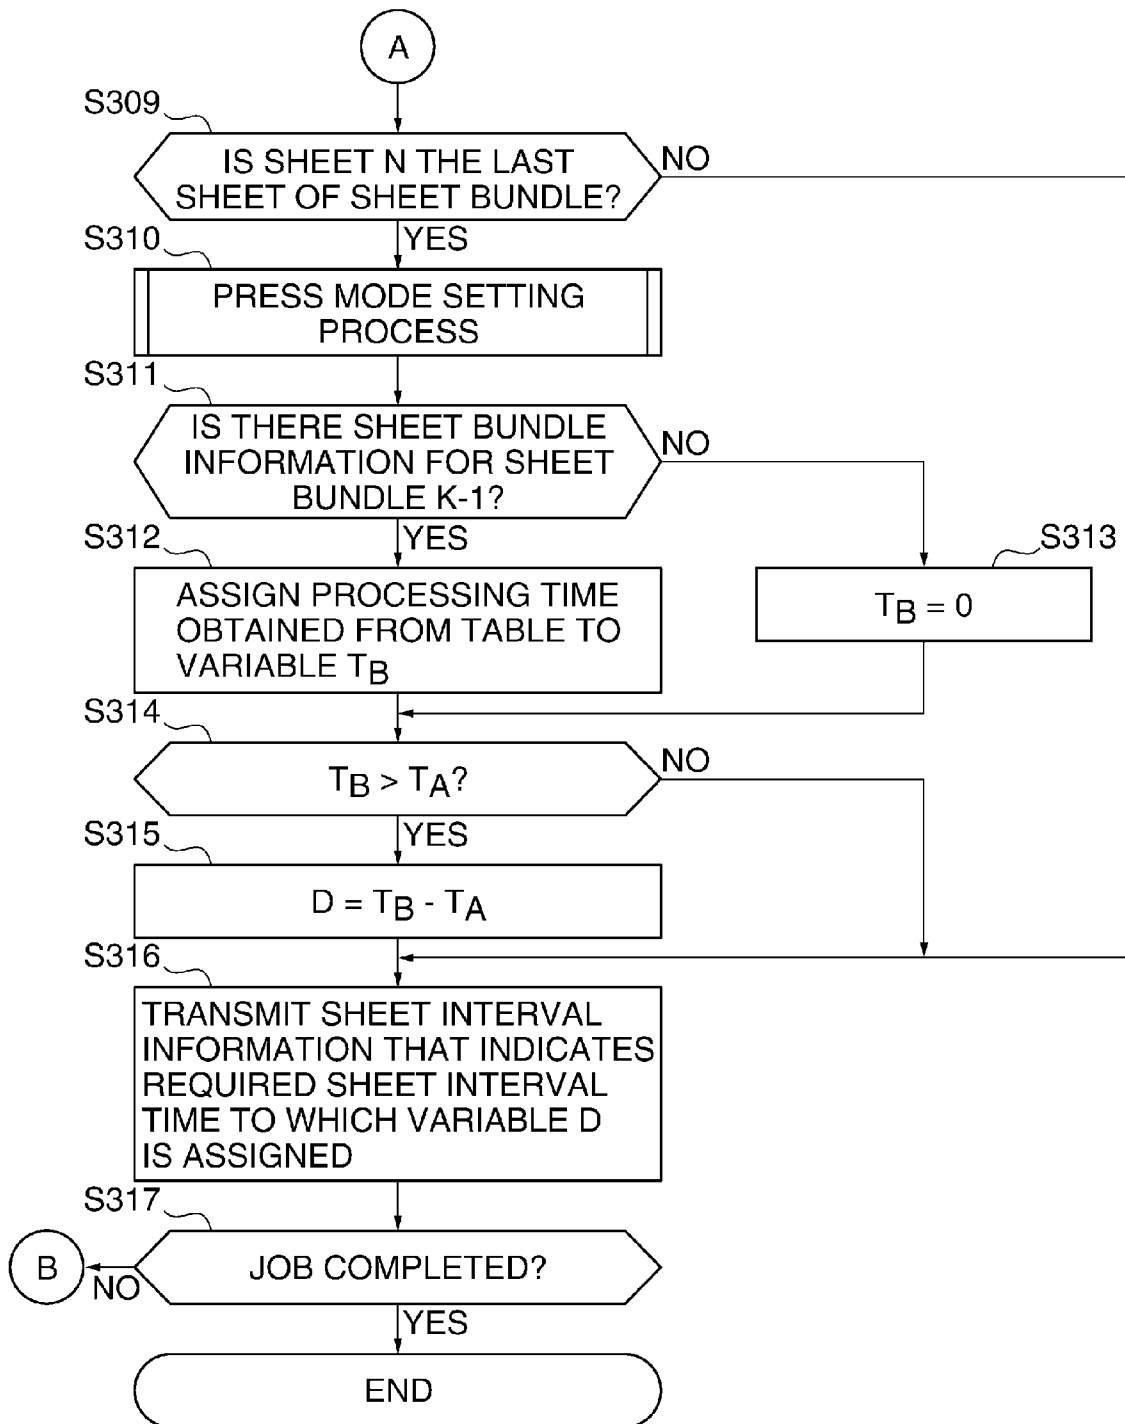 A
S309
IS SHEET N THE LAST
SHEET OF SHEET BUNDLE?
NO
YES
S310
PRESS MODE SETTING
PROCESS
S311
IS THERE SHEET BUNDLE
INFORMATION FOR SHEET
BUNDLE K-1?
NO
YES
S312
ASSIGN PROCESSING TIME
OBTAINED FROM TABLE TO
VARIABLE TB
S313
TB = 0
S314
TB > TA?
NO
YES
S315
D = TB - TA
S316
TRANSMIT SHEET INTERVAL
INFORMATION THAT INDICATES
REQUIRED SHEET INTERVAL
TIME TO WHICH VARIABLE D
IS ASSIGNED
S317
JOB COMPLETED?
B
NO
YES
END